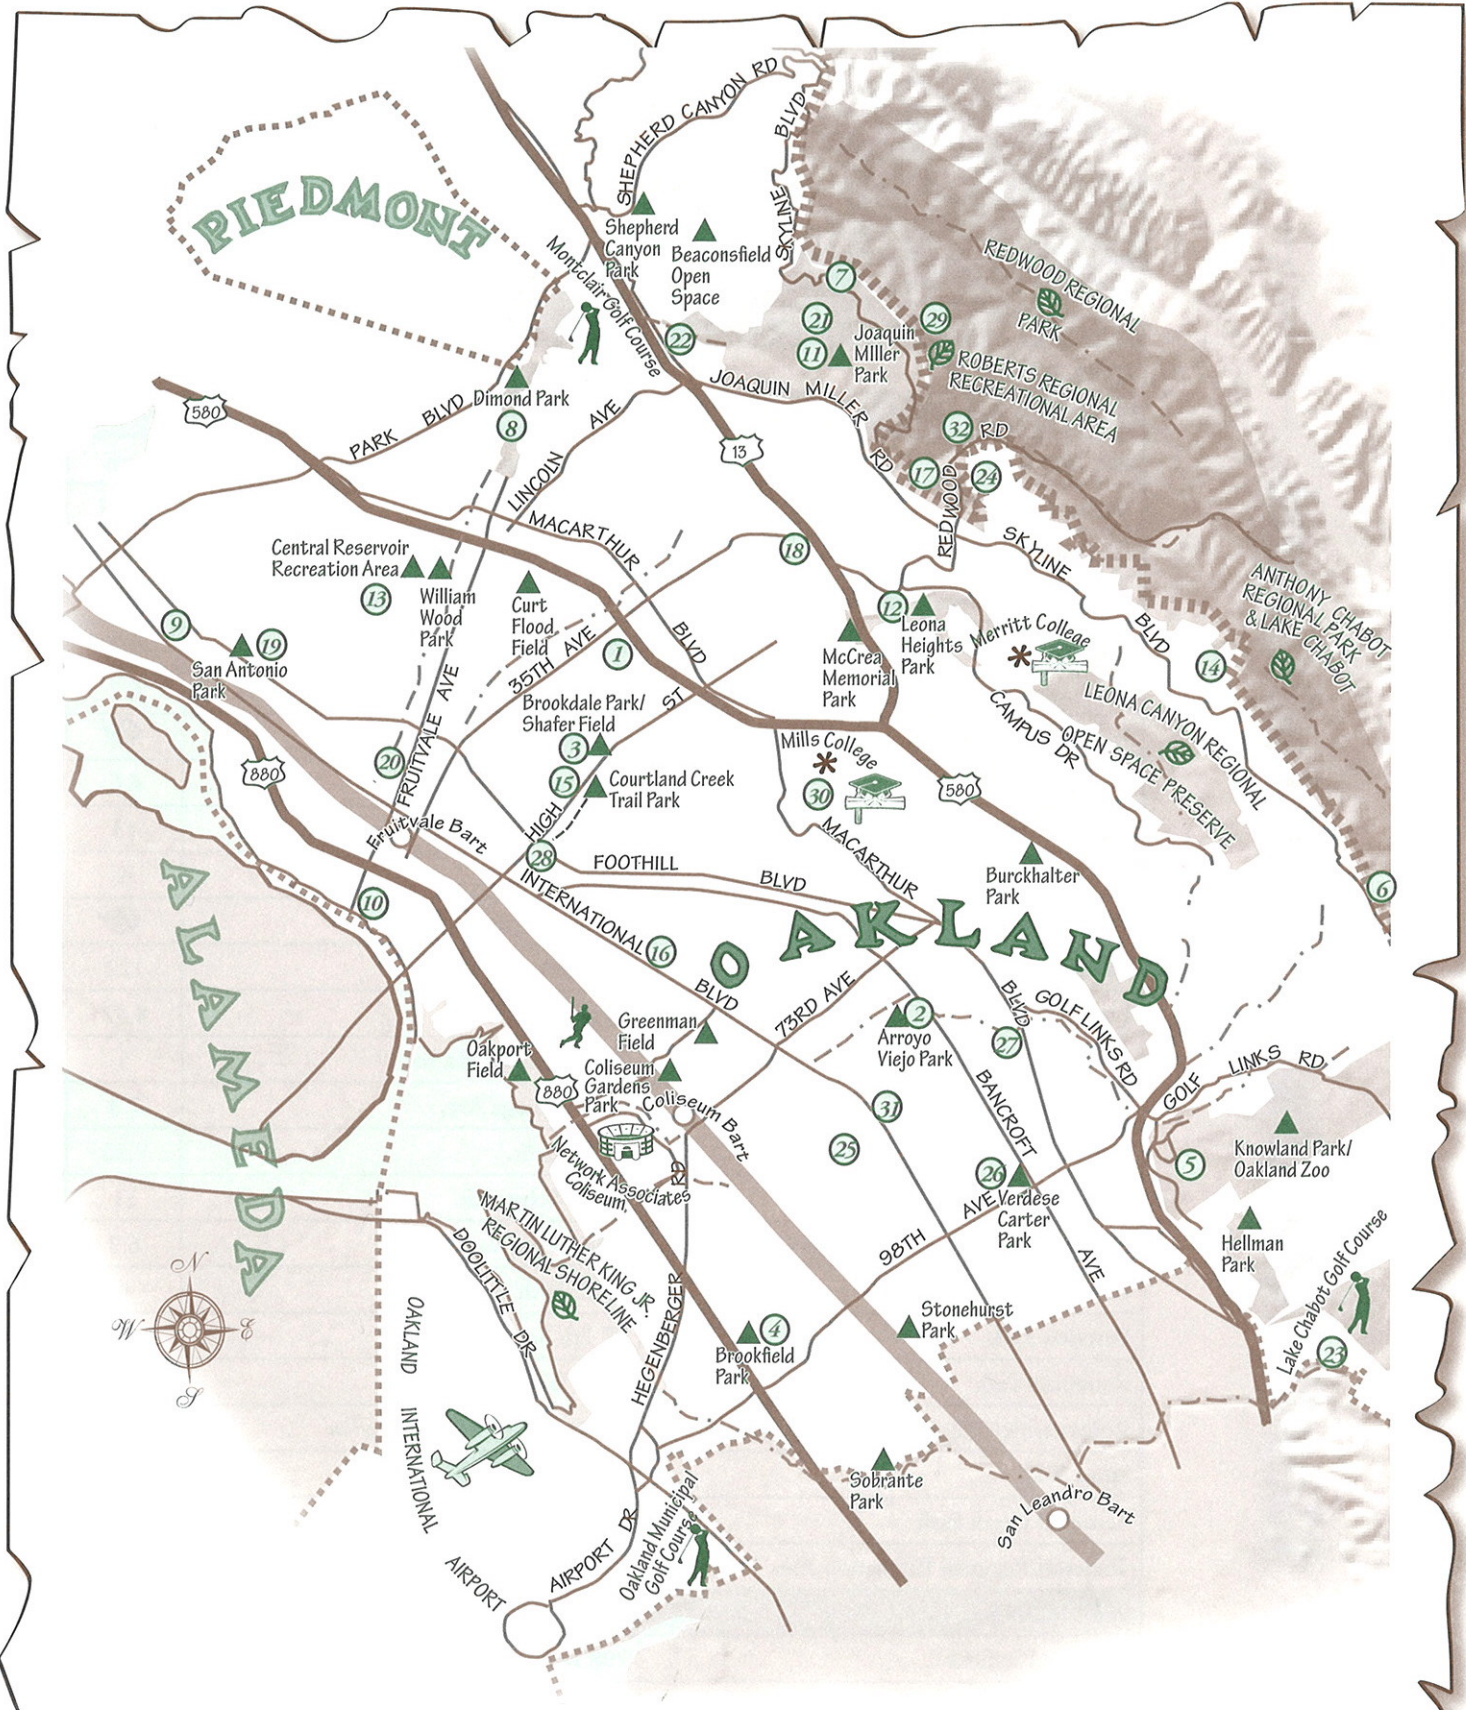 SHEPHERD CANYON RD
SKYLINE BLVD
PIEDMONT
Shepherd
Canyon
Park
Beaconsfield
Open
Space
Montclair Golf Course
REDWOOD REGIONAL
PARK
7
21
29
22
11
Joaquin
MIller
Park
ROBERTS REGIONAL
RECREATIONAL AREA
Dimond Park
8
580
PARK BLVD
LINCOLN AVE
JOAQUIN MILLER RD
13
32
17
24
REDWOOD RD
MACARTHUR BLVD
18
SKYLINE BLVD
Central Reservoir
Recreation Area
13
William
Wood
Park
Curt
Flood
Field
35TH AVE
1
12
Leona
Heights
Park
Merritt College
ANTHONY CHABOT
REGIONAL PARK
& LAKE CHABOT
9
19
San Antonio
Park
McCrea
Memorial
Park
14
LEONA CANYON REGIONAL
OPEN SPACE PRESERVE
CAMPUS DR
FRUITVALE AVE
Brookdale Park/
Shafer Field
3
HIGH ST
20
880
15
Courtland Creek
Trail Park
Mills College
30
580
Fruitvale Bart
28
FOOTHILL BLVD
MACARTHUR BLVD
Burckhalter
Park
6
10
ALAMEDA
INTERNATIONAL BLVD
16
OAKLAND
73RD AVE
GOLF LINKS RD
2
Arroyo
Viejo Park
27
Greenman
Field
Oakport
Field
Coliseum
Gardens
Park
880
Coliseum Bart
BANCROFT AVE
GOLF LINKS RD
31
25
Knowland Park/
Oakland Zoo
5
Network Associates
Coliseum
26
Verdese
Carter
Park
98TH AVE
Hellman
Park
MARTIN LUTHER KING JR.
REGIONAL SHORELINE
DOOLITTLE DR
HEGENBERGER RD
N
W
E
S
OAKLAND INTERNATIONAL AIRPORT
Stonehurst
Park
4
Brookfield
Park
Lake Chabot Golf Course
23
Sobrante
Park
San Leandro Bart
AIRPORT DR
Oakland Municipal
Golf Course